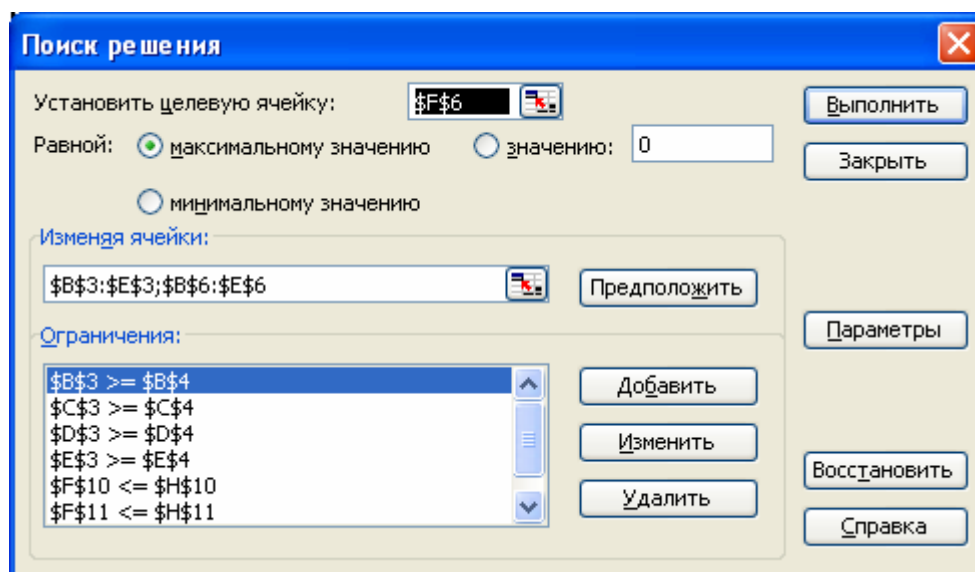 Поиск решения
Установить целевую ячейку: $F$6
Равной: максимальному значению значению: 0
минимальному значению
Изменяя ячейки:
$B$3:$E$3;$B$6:$E$6
Предположить
Ограничения:
$B$3 >= $B$4
$C$3 >= $C$4
$D$3 >= $D$4
$E$3 >= $E$4
$F$10 <= $H$10
$F$11 <= $H$11
Добавить
Изменить
Удалить
Выполнить
Закрыть
Параметры
Восстановить
Справка